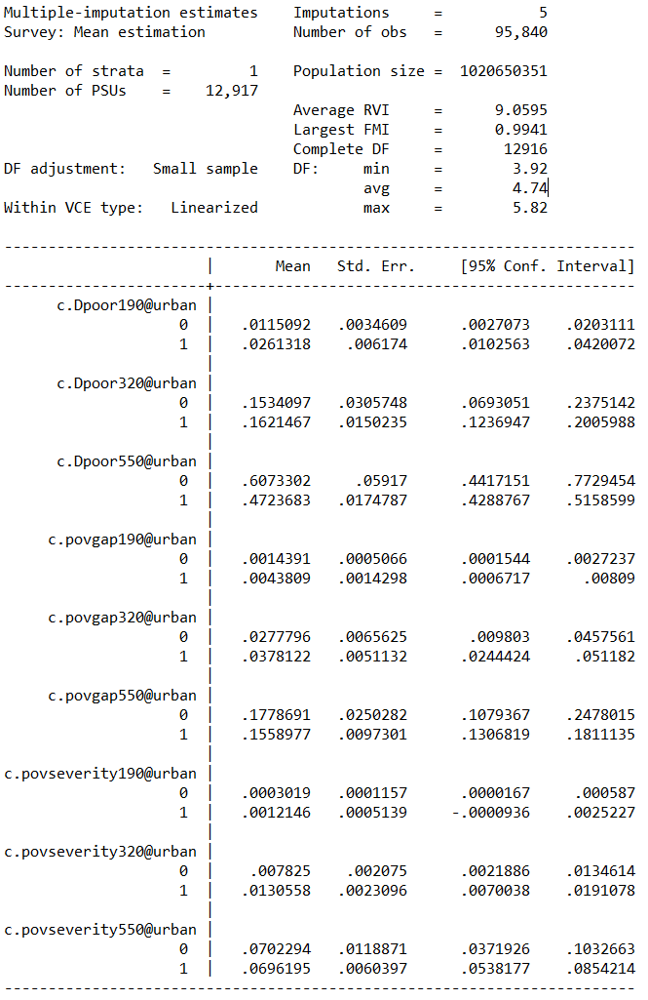 Multiple-imputation estimates    Imputations     =          5
Survey: Mean estimation          Number of obs   =     95,840
Number of strata  =         1    Population size =  1020650351
Number of PSUs    =    12,917
Average RVI     =     9.0595
Largest FMI     =     0.9941
Complete DF     =      12916
DF adjustment:   Small sample    DF:     min     =       3.92
avg     =       4.74
Within VCE type:   Linearized            max     =       5.82
-------------------------------------------------------------------------
| Mean   Std. Err.     [95% Conf. Interval]
-----------------------+-------------------------------------------------
c.Dpoor190@urban |
0  |   .0115092   .0034609      .0027073    .0203111
1  |   .0261318    .006174      .0102563    .0420072
|
c.Dpoor320@urban |
0  |   .1534097   .0305748      .0693051    .2375142
1  |   .1621467   .0150235      .1236947    .2005988
|
c.Dpoor550@urban |
0  |   .6073302     .05917      .4417151    .7729454
1  |   .4723683   .0174787      .4288767    .5158599
|
c.povgap190@urban |
0  |   .0014391   .0005066      .0001544    .0027237
1  |   .0043809   .0014298      .0006717      .00809
|
c.povgap320@urban |
0  |   .0277796   .0065625       .009803    .0457561
1  |   .0378122   .0051132      .0244424     .051182
|
c.povgap550@urban |
0  |   .1778691   .0250282      .1079367    .2478015
1  |   .1558977   .0097301      .1306819    .1811135
|
c.povseverity190@urban |
0  |   .0003019   .0001157      .0000167     .000587
1  |   .0012146   .0005139     -.0000936    .0025227
|
c.povseverity320@urban |
0  |    .007825    .002075      .0021886    .0134614
1  |   .0130558   .0023096      .0070038    .0191078
|
c.povseverity550@urban |
0  |   .0702294   .0118871      .0371926    .1032663
1  |   .0696195   .0060397      .0538177    .0854214
-------------------------------------------------------------------------